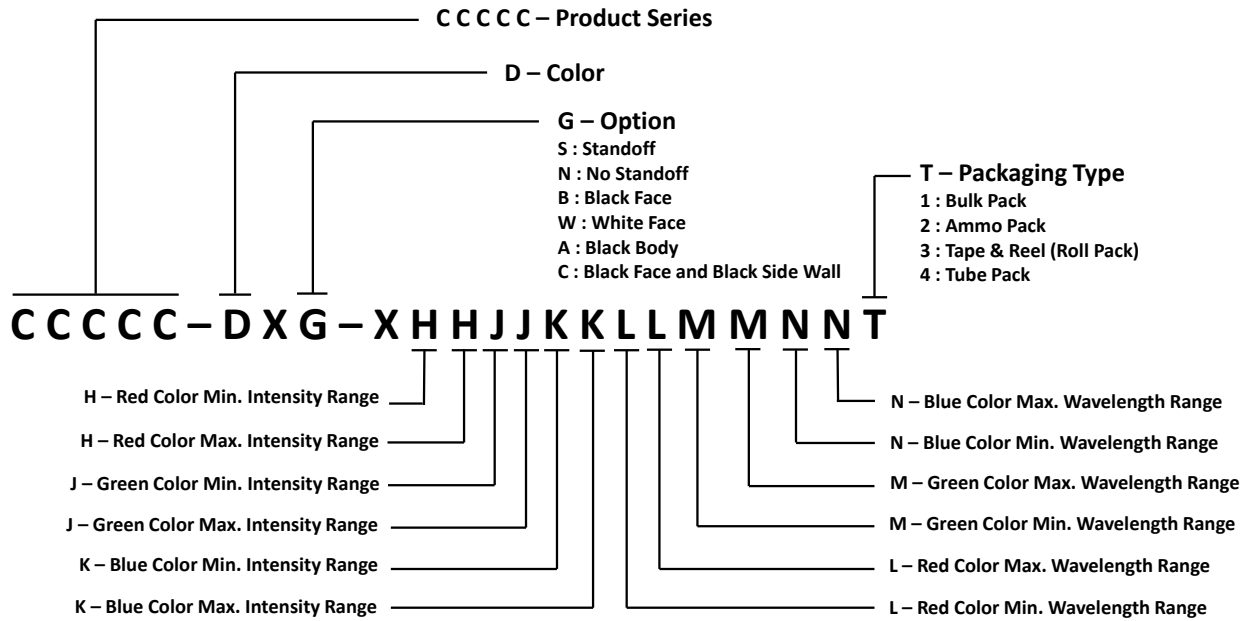 C C C C C – Product Series
D – Color
G – Option
S : Standoff
N : No Standoff
B : Black Face
W : White Face
A : Black Body
C : Black Face and Black Side Wall
T – Packaging Type
1 : Bulk Pack
2 : Ammo Pack
3 : Tape & Reel (Roll Pack)
4 : Tube Pack
C C C C C – D X G – X H H J J K K L L M M N N T
H – Red Color Min. Intensity Range
H – Red Color Max. Intensity Range
J – Green Color Min. Intensity Range
J – Green Color Max. Intensity Range
K – Blue Color Min. Intensity Range
K – Blue Color Max. Intensity Range
N – Blue Color Max. Wavelength Range
N – Blue Color Min. Wavelength Range
M – Green Color Max. Wavelength Range
M – Green Color Min. Wavelength Range
L – Red Color Max. Wavelength Range
L – Red Color Min. Wavelength Range